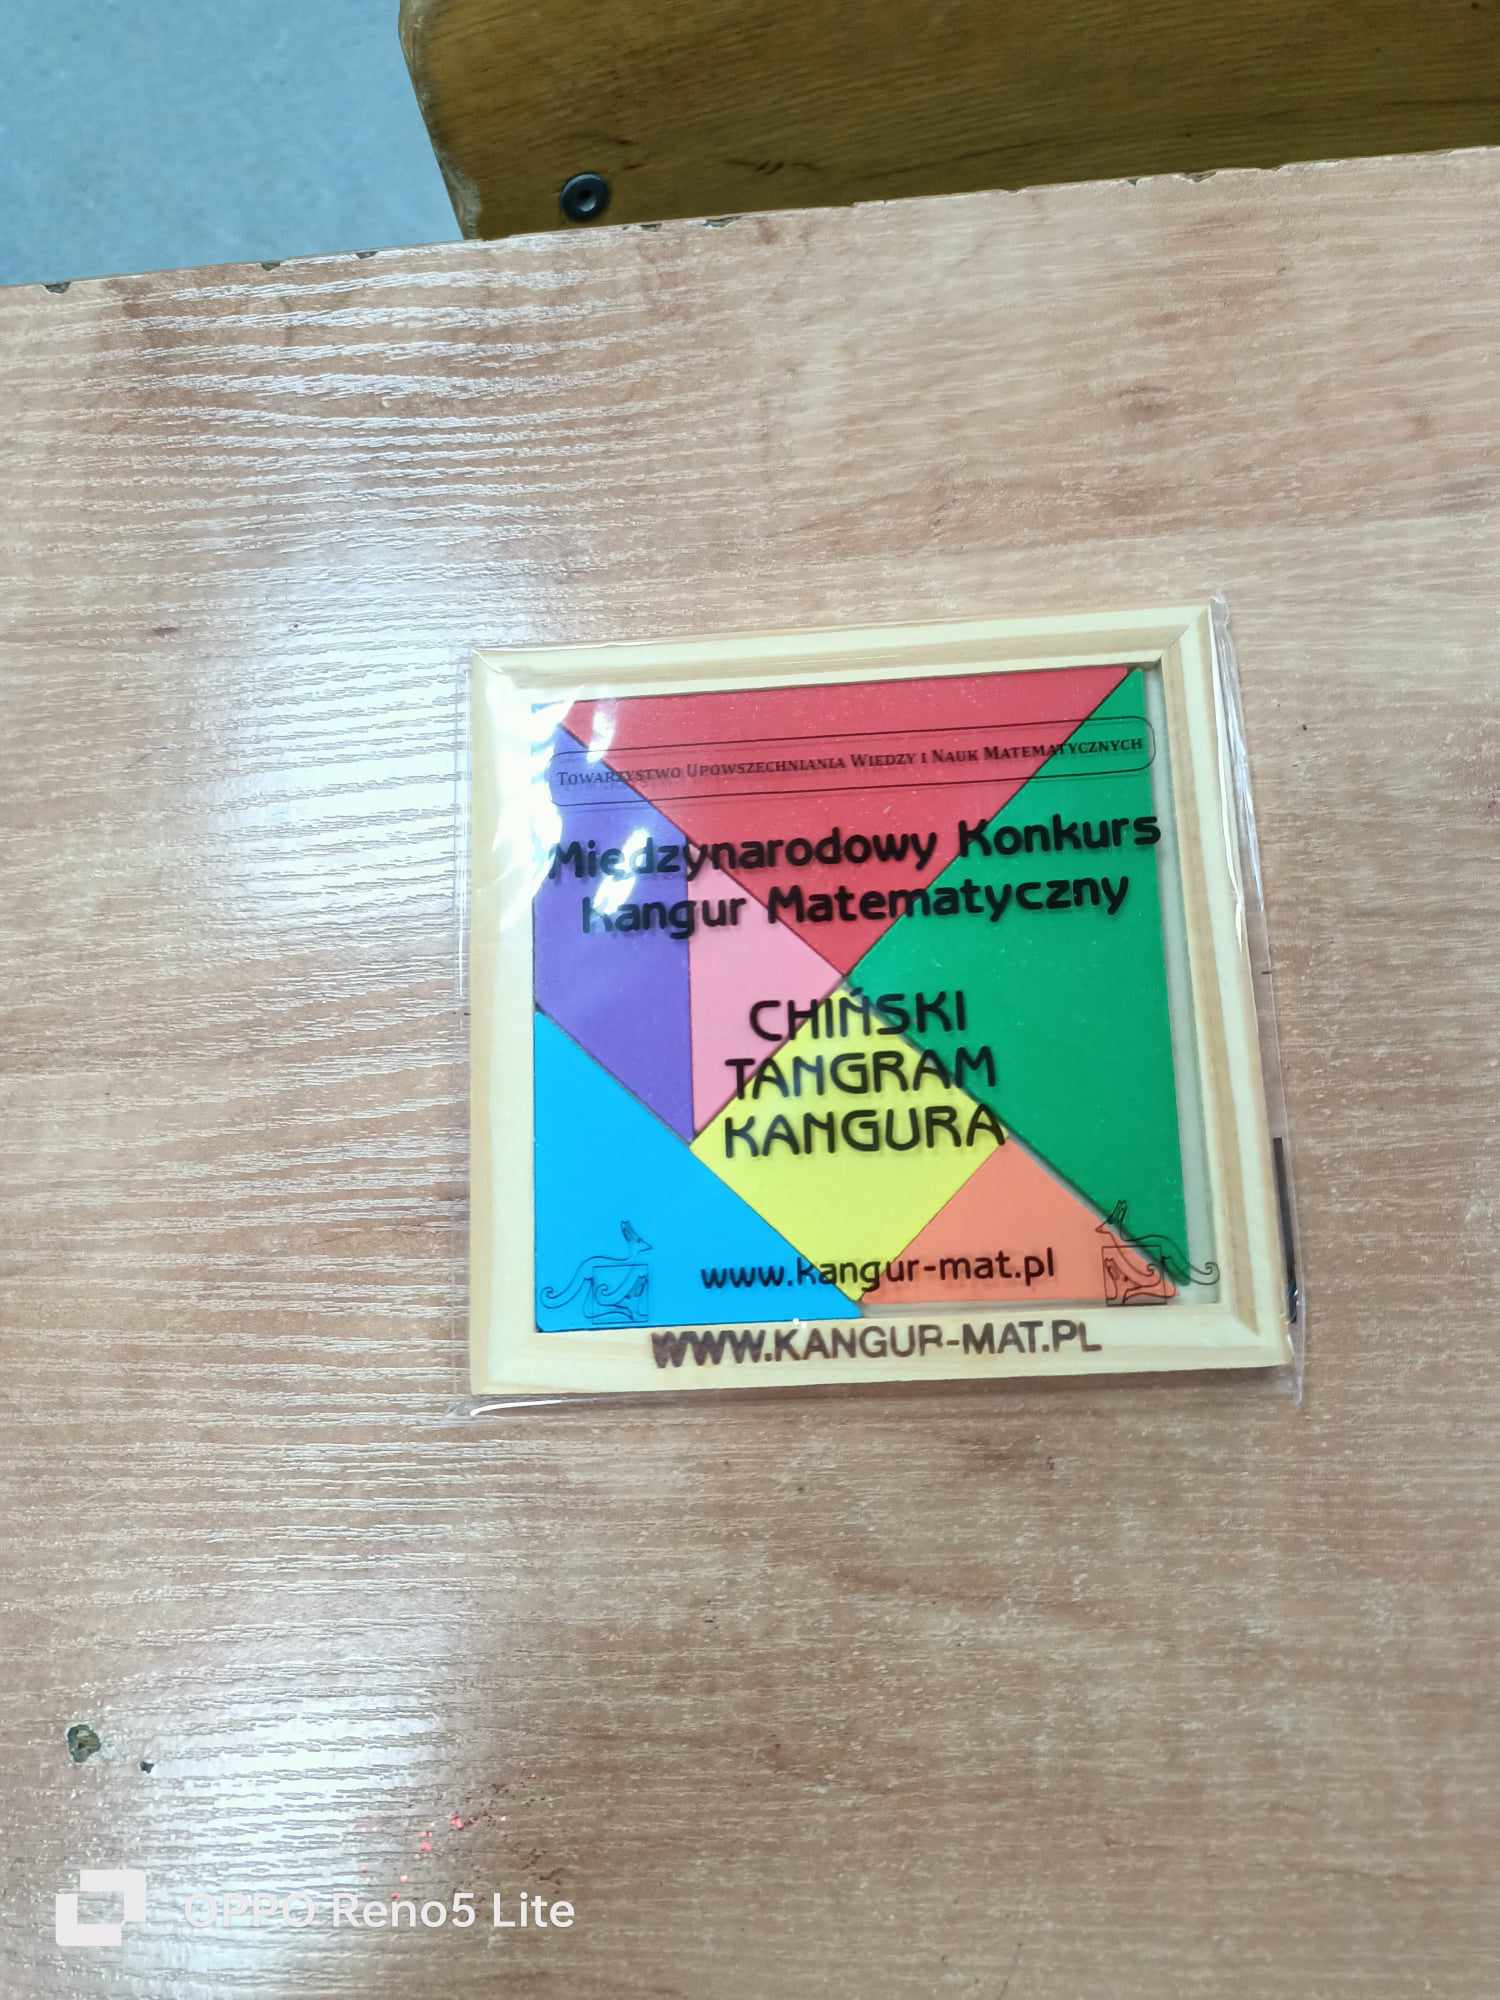 Towarzystwo Upowszechniania Wiedzy i Nauk Matematycznych
Międzynarodowy Konkurs
Kangur Matematyczny
CHIŃSKI
TANGRAM
KANGURA
www.kangur-mat.pl
WWW.KANGUR-MAT.PL
OPPO Reno5 Lite